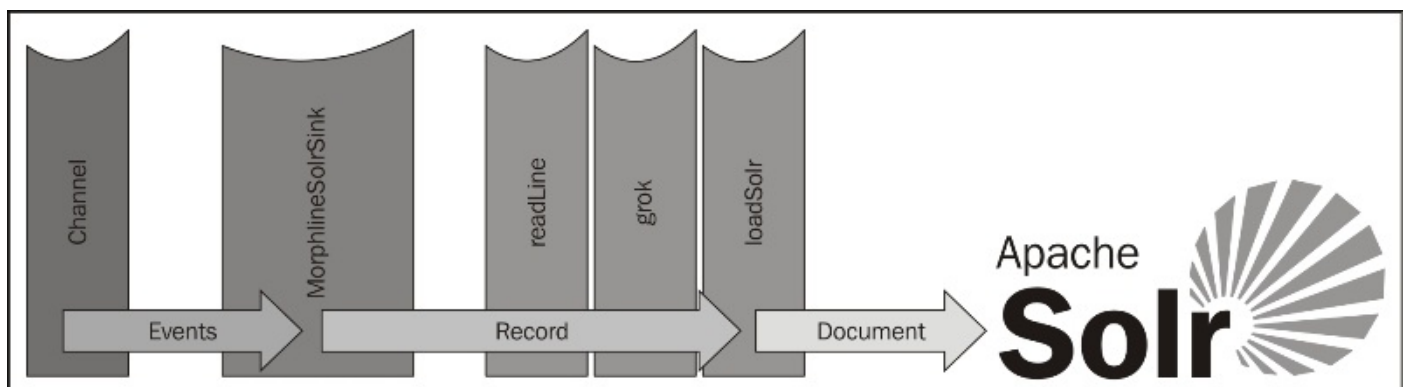 Channel
MorphlineSolrSink
readLine
grok
loadSolr
Events
Record
Document
Apache
Solr